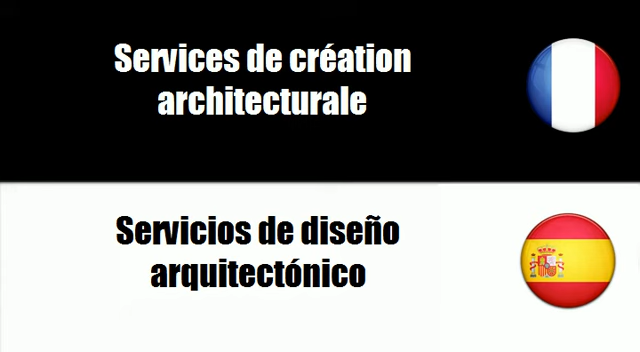 Services de création
architecturale
Servicios de diseño
arquitectónico